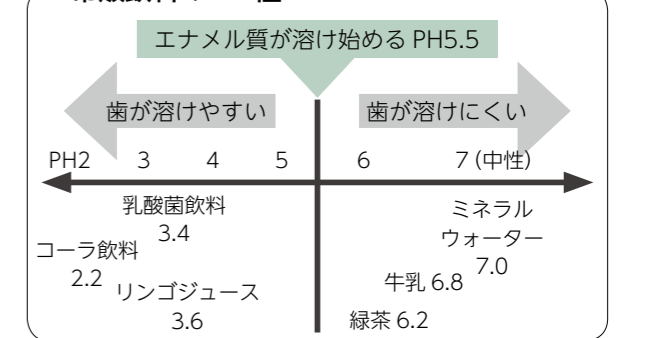 エナメル質が溶け始める PH5.5
歯が溶けやすい
歯が溶けにくい
PH2 3 4 5 6 7 (中性)
乳酸菌飲料
3.4
コーラ飲料
2.2
リンゴジュース
3.6
ミネラル
ウォーター
7.0
牛乳 6.8
緑茶 6.2